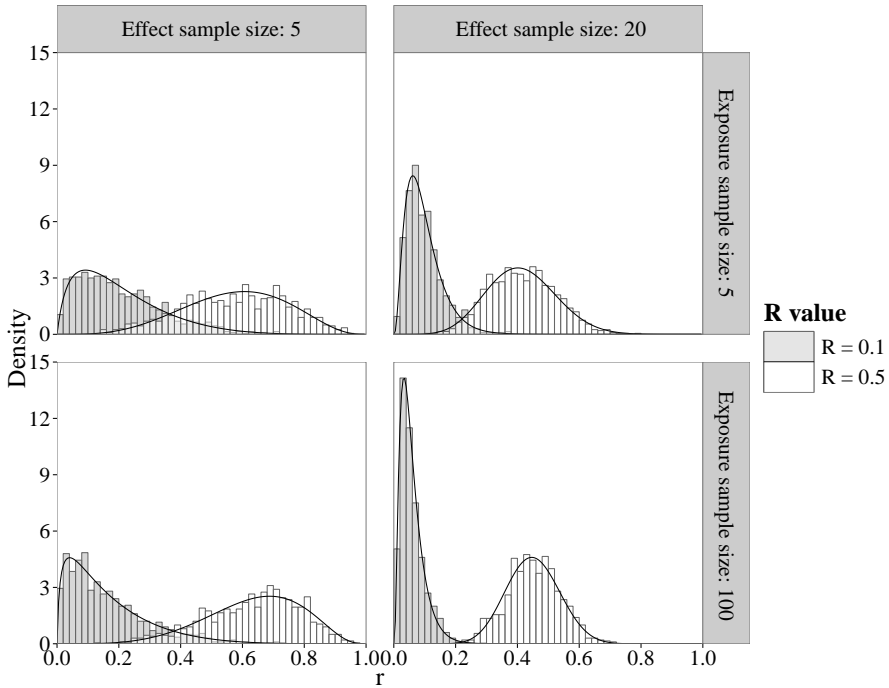 Effect sample size: 5
Effect sample size: 20
15
12
9
6
3
0
Exposure sample size: 5
15
12
9
6
3
0
Exposure sample size: 100
Density
0.0 0.2 0.4 0.6 0.8 1.0
0.0 0.2 0.4 0.6 0.8 1.0
r
R value
R = 0.1
R = 0.5